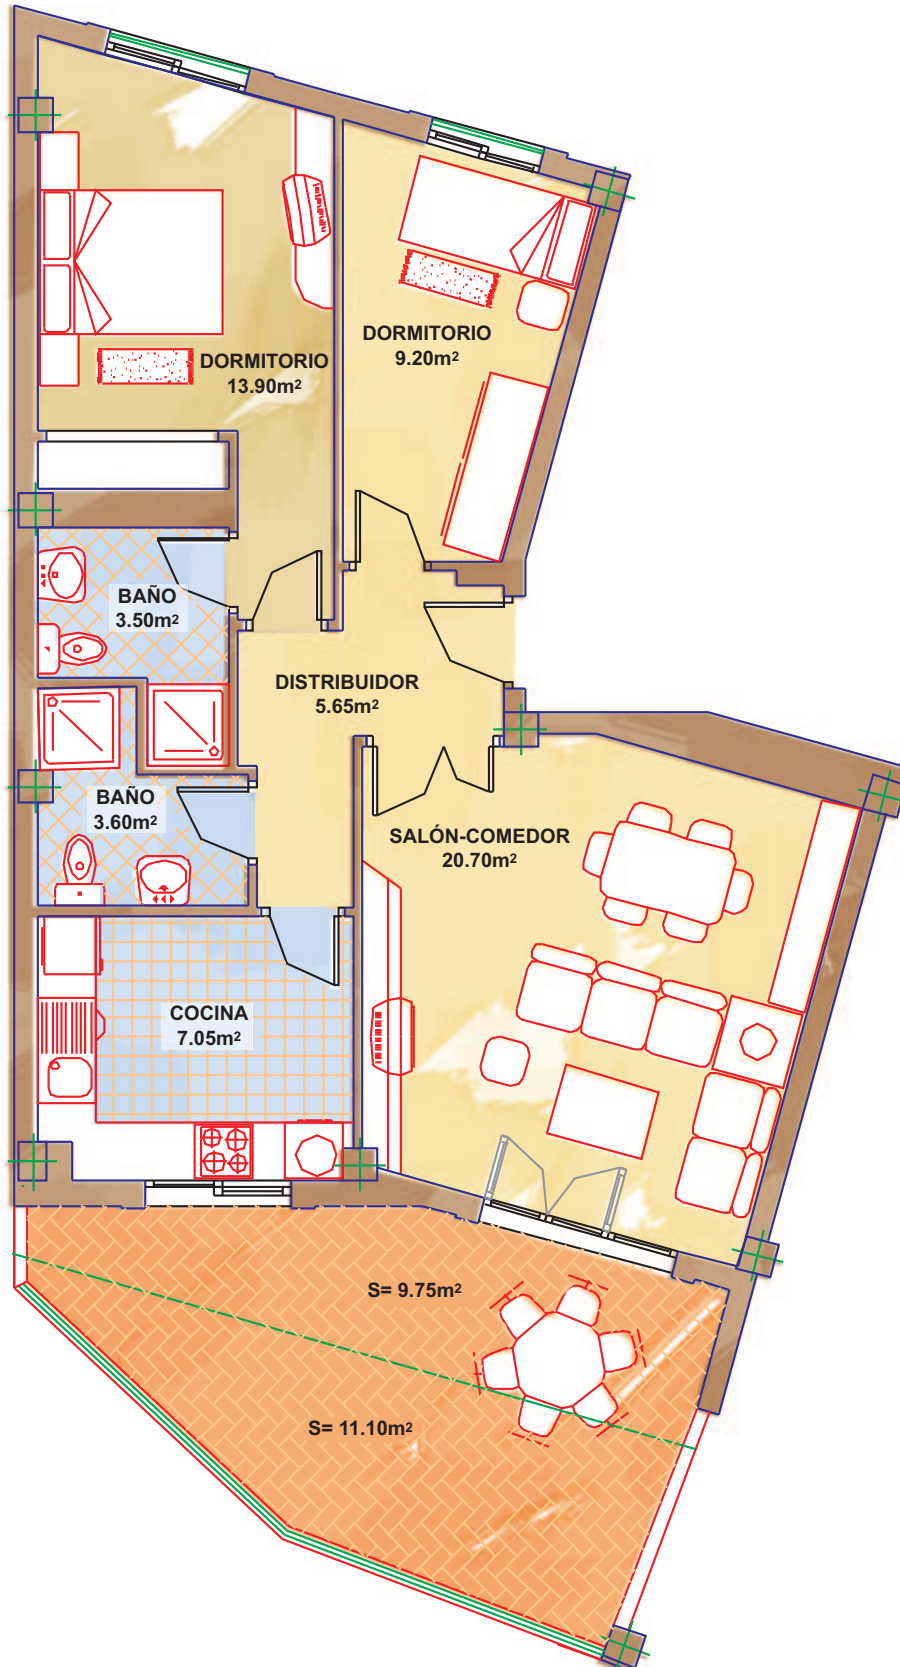 DORMITORIO
9.20m²
DORMITORIO
13.90m²
BAÑO
3.50m²
DISTRIBUIDOR
5.65m²
BAÑO
3.60m²
SALÓN-COMEDOR
20.70m²
COCINA
7.05m²
S= 9.75m²
S= 11.10m²